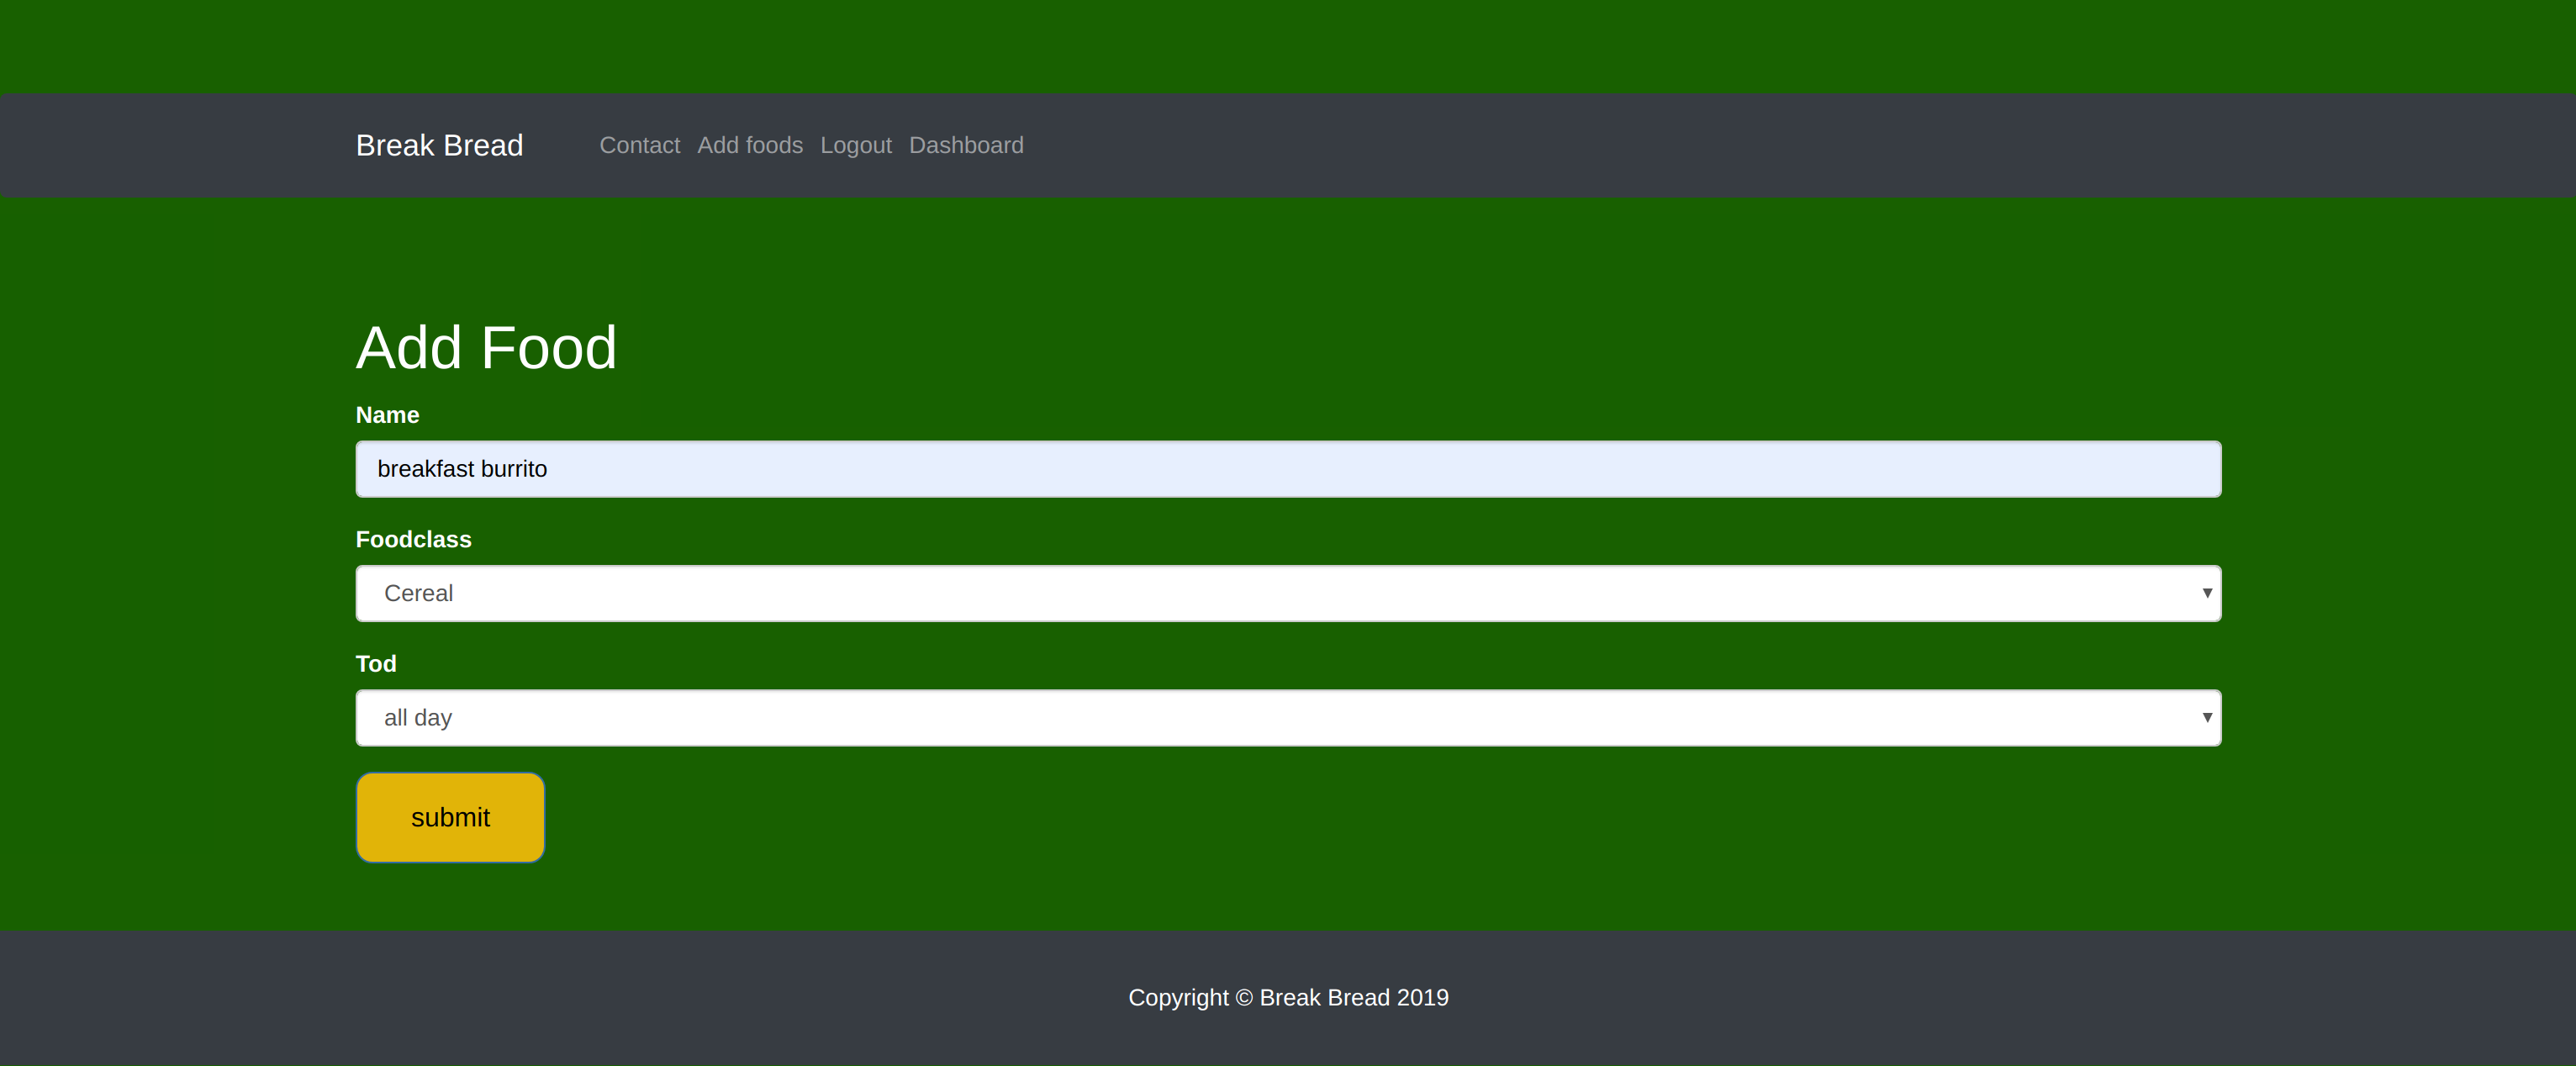 Break Bread Contact Add foods Logout Dashboard
Add Food
Name
breakfast burrito
Foodclass
Cereal
Tod
all day
submit
Copyright © Break Bread 2019